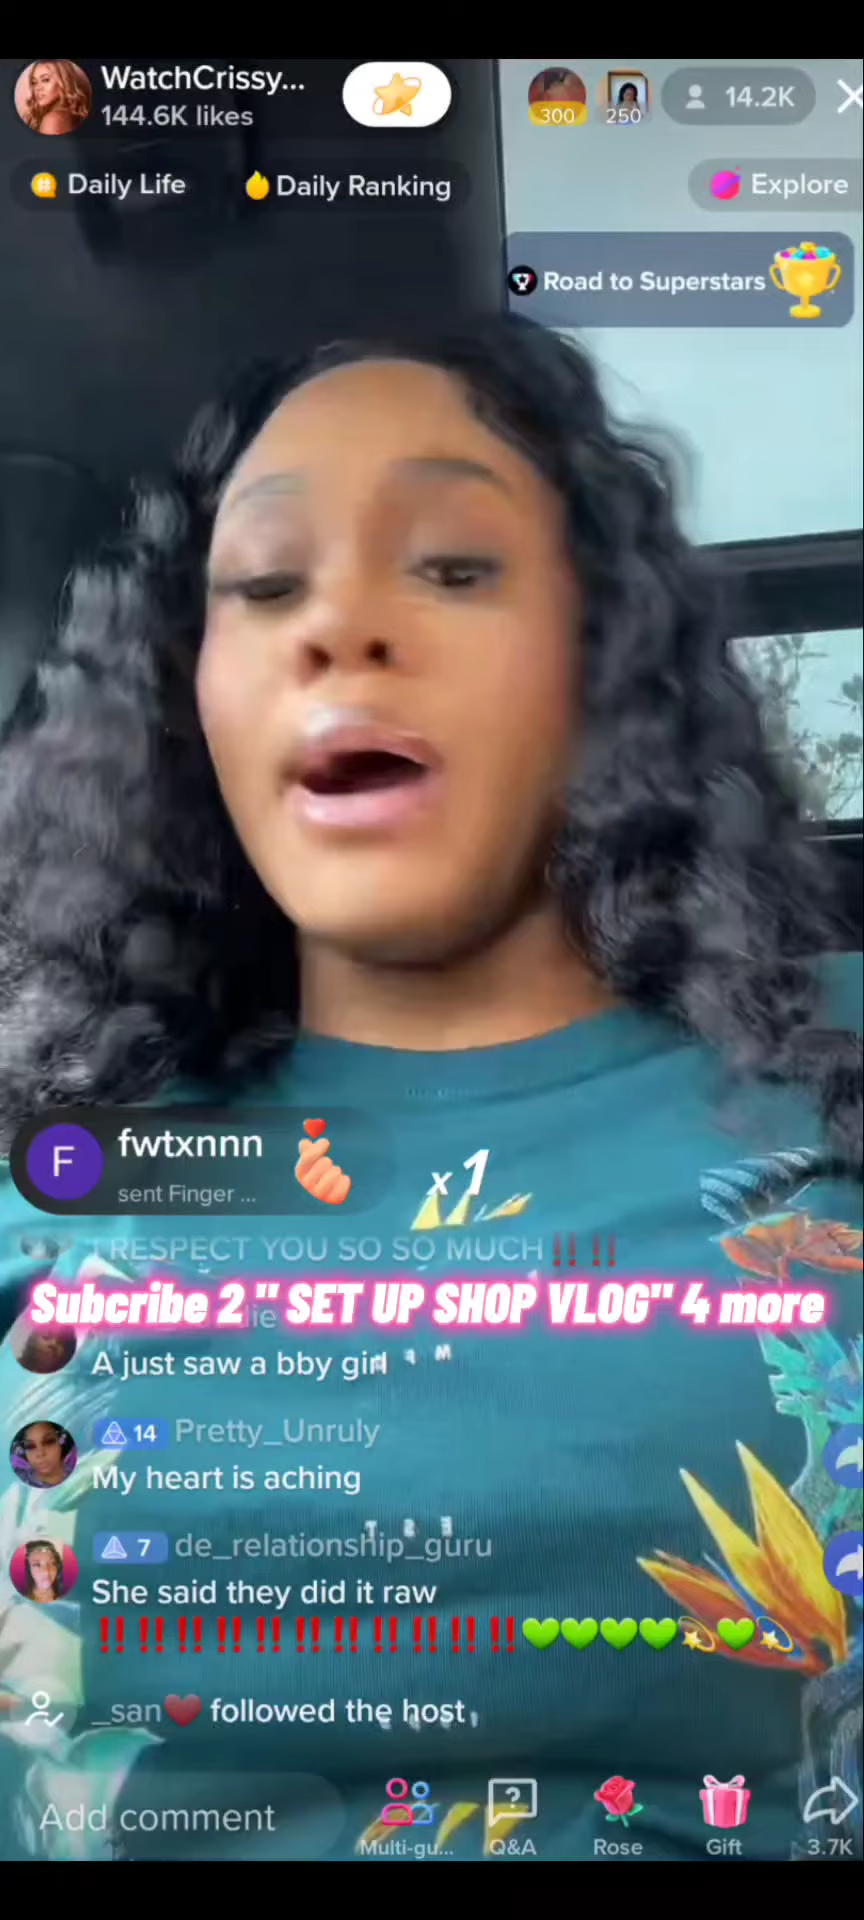 WatchCrissy...
144.6K likes
300
250
14.2K
Daily Life
Daily Ranking
Explore
Road to Superstars
F
fwtxnnn
sent Finger ...
x1
I RESPECT YOU SO SO MUCH‼️‼️
Subcribe 2 " SET UP SHOP VLOG" 4 more
A just saw a bby girl
14 Pretty_Unruly
My heart is aching
7 de_relationship_guru
She said they did it raw
‼️‼️‼️‼️‼️‼️‼️‼️‼️‼️‼️💚💚💚💚💫💚💫
_san❤️ followed the host
Add comment
Multi-gu...
Q&A
Rose
Gift
3.7K